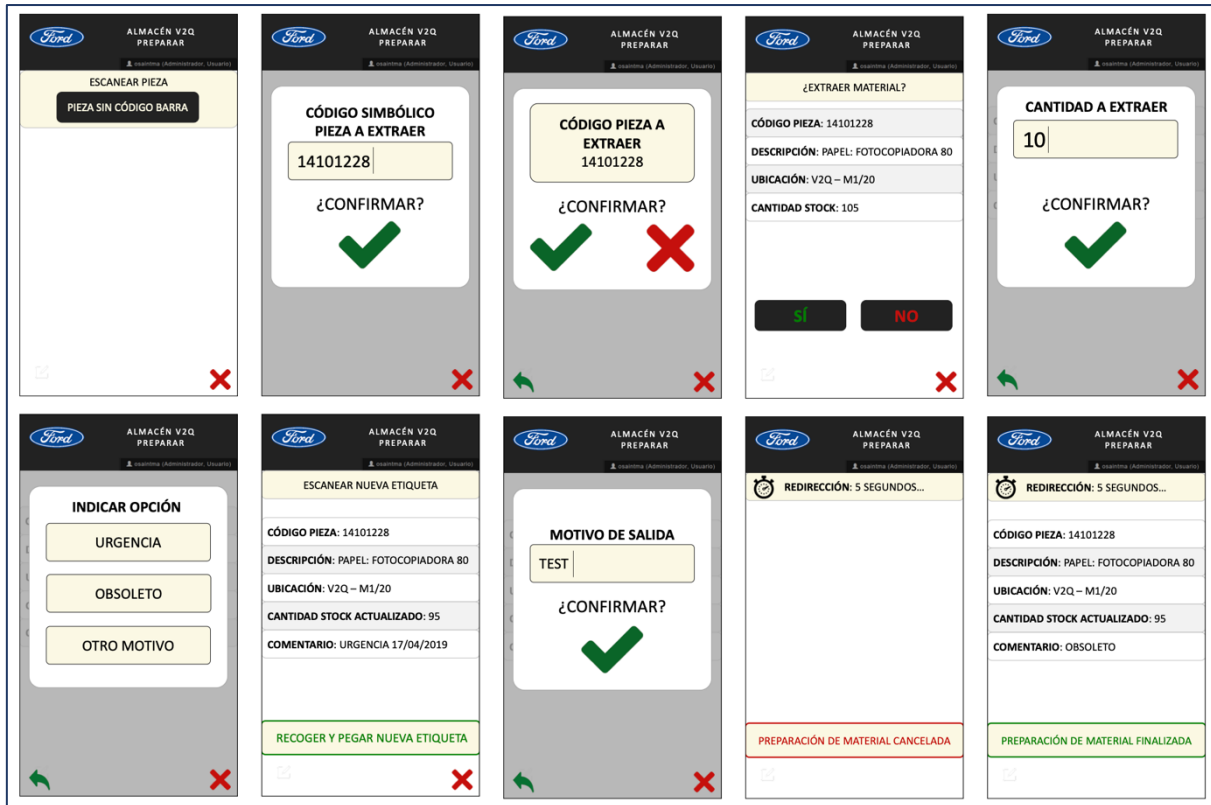 Ford
ALMACÉN V2Q
PREPARAR
osaintma (Administrador, Usuario)
ESCANEAR PIEZA
PIEZA SIN CÓDIGO BARRA
Ford
ALMACÉN V2Q
PREPARAR
osaintma (Administrador, Usuario)
CÓDIGO SIMBÓLICO
PIEZA A EXTRAER
14101228
¿CONFIRMAR?
Ford
ALMACÉN V2Q
PREPARAR
osaintma (Administrador, Usuario)
CÓDIGO PIEZA A
EXTRAER
14101228
¿CONFIRMAR?
Ford
ALMACÉN V2Q
PREPARAR
osaintma (Administrador, Usuario)
¿EXTRAER MATERIAL?
CÓDIGO PIEZA: 14101228
DESCRIPCIÓN: PAPEL: FOTOCOPIADORA 80
UBICACIÓN: V2Q – M1/20
CANTIDAD STOCK: 105
SÍ NO
Ford
ALMACÉN V2Q
PREPARAR
osaintma (Administrador, Usuario)
CANTIDAD A EXTRAER
10
¿CONFIRMAR?
Ford
ALMACÉN V2Q
PREPARAR
osaintma (Administrador, Usuario)
INDICAR OPCIÓN
URGENCIA
OBSOLETO
OTRO MOTIVO
Ford
ALMACÉN V2Q
PREPARAR
osaintma (Administrador, Usuario)
ESCANEAR NUEVA ETIQUETA
CÓDIGO PIEZA: 14101228
DESCRIPCIÓN: PAPEL: FOTOCOPIADORA 80
UBICACIÓN: V2Q – M1/20
CANTIDAD STOCK ACTUALIZADO: 95
COMENTARIO: URGENCIA 17/04/2019
RECOGER Y PEGAR NUEVA ETIQUETA
Ford
ALMACÉN V2Q
PREPARAR
osaintma (Administrador, Usuario)
MOTIVO DE SALIDA
TEST
¿CONFIRMAR?
Ford
ALMACÉN V2Q
PREPARAR
osaintma (Administrador, Usuario)
REDIRECCIÓN: 5 SEGUNDOS...
PREPARACIÓN DE MATERIAL CANCELADA
Ford
ALMACÉN V2Q
PREPARAR
osaintma (Administrador, Usuario)
REDIRECCIÓN: 5 SEGUNDOS...
CÓDIGO PIEZA: 14101228
DESCRIPCIÓN: PAPEL: FOTOCOPIADORA 80
UBICACIÓN: V2Q – M1/20
CANTIDAD STOCK ACTUALIZADO: 95
COMENTARIO: OBSOLETO
PREPARACIÓN DE MATERIAL FINALIZADA